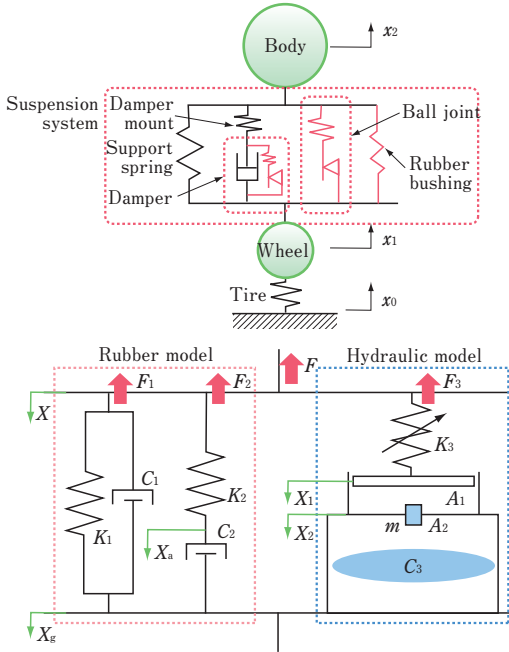 Body
x2
Suspension system
Damper mount
Ball joint
Support spring
Rubber bushing
Damper
Wheel
x1
Tire
x0
Rubber model
F
Hydraulic model
F1
F2
F3
X
K3
C1
K2
X1
A1
K1
C2
X2
m
A2
Xa
C3
Xg